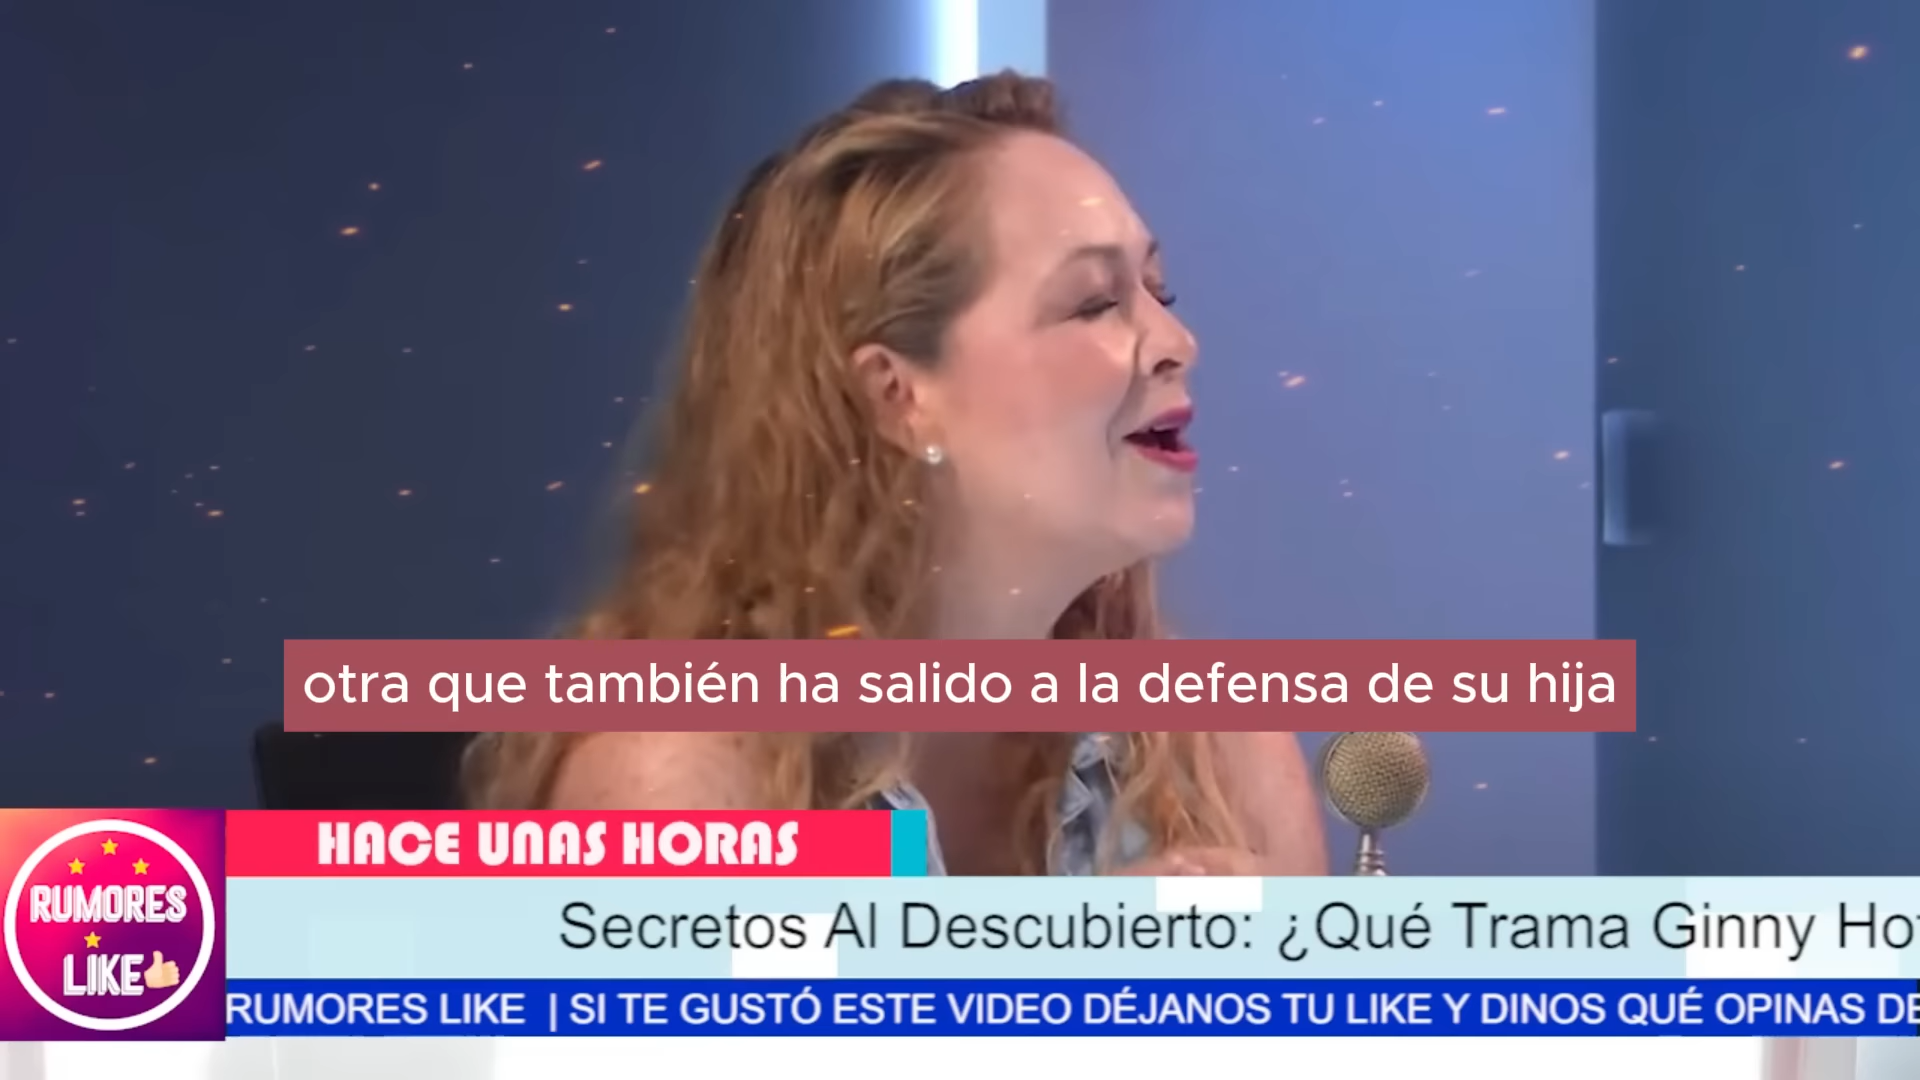 otra que también ha salido a la defensa de su hija
HACE UNAS HORAS
RUMORES
LIKE
Secretos Al Descubierto: ¿Qué Trama Ginny
RUMORES LIKE | SI TE GUSTÓ ESTE VIDEO DÉJANOS TU LIKE Y DINOS QUÉ OPINAS